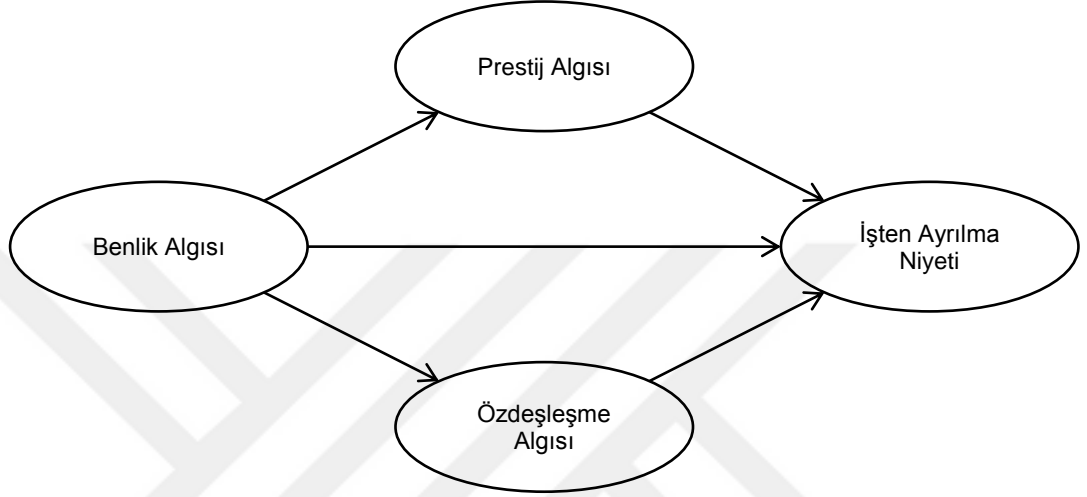 Prestij Algısı
Benlik Algısı
İşten Ayrılma
Niyeti
Özdeşleşme
Algısı